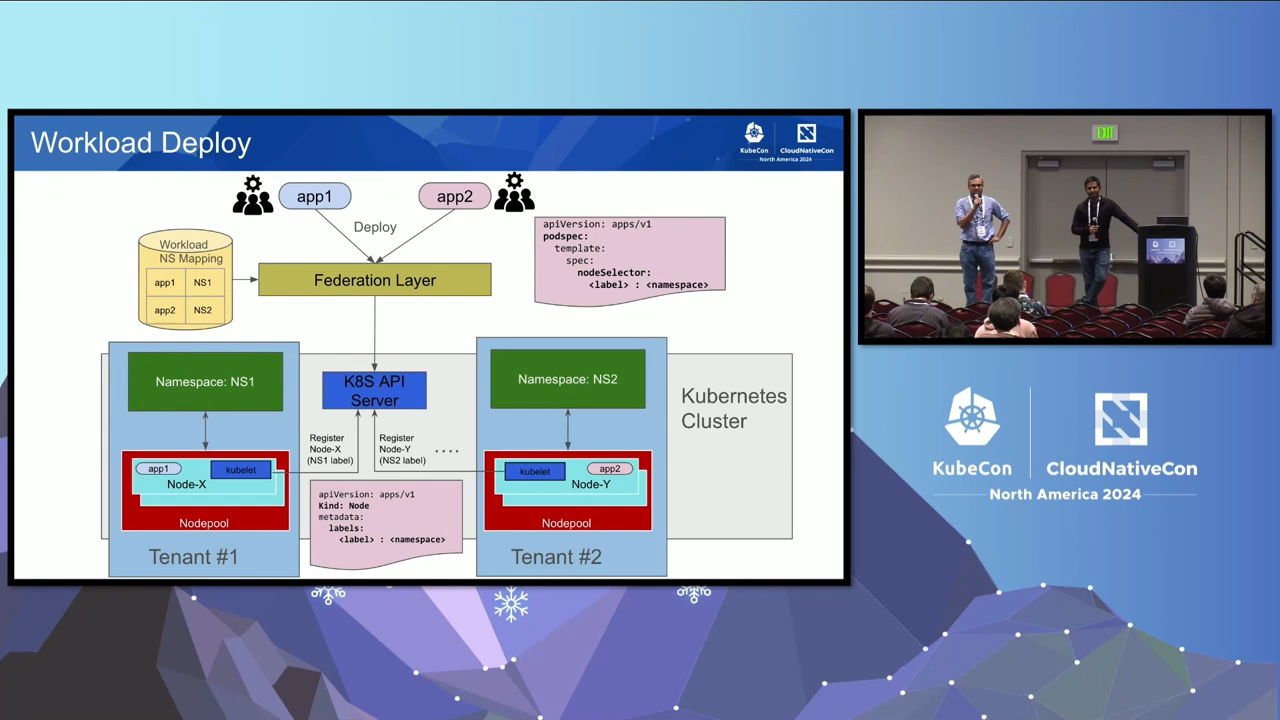 Workload Deploy
KubeCon
CloudNativeCon
North America 2024
app1
app2
Deploy
Workload
NS Mapping
app1 NS1
app2 NS2
Federation Layer
apiVersion: apps/v1
podspec:
template:
spec:
nodeSelector:
<label> : <namespace>
Namespace: NS1
K8S API
Server
Namespace: NS2
Kubernetes
Cluster
Register
Node-X
(NS1 label)
Register
Node-Y
(NS2 label)
....
app1
kubelet
Node-X
Nodepool
Tenant #1
apiVersion: apps/v1
Kind: Node
metadata:
labels:
<label> : <namespace>
kubelet
app2
Node-Y
Nodepool
Tenant #2
EXIT
KubeCon
CloudNativeCon
North America 2024